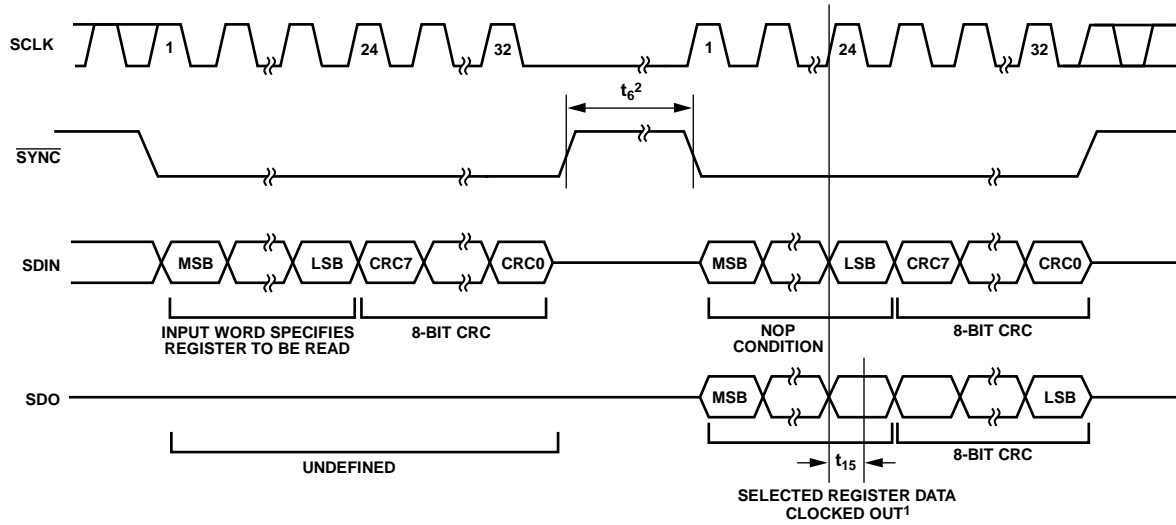 SCLK
1
24
32
1
24
32
t6²
SYNC
SDIN
MSB
LSB
CRC7
CRC0
MSB
LSB
CRC7
CRC0
INPUT WORD SPECIFIES
REGISTER TO BE READ
8-BIT CRC
NOP
CONDITION
8-BIT CRC
SDO
MSB
LSB
UNDEFINED
t15
8-BIT CRC
SELECTED REGISTER DATA
CLOCKED OUT¹